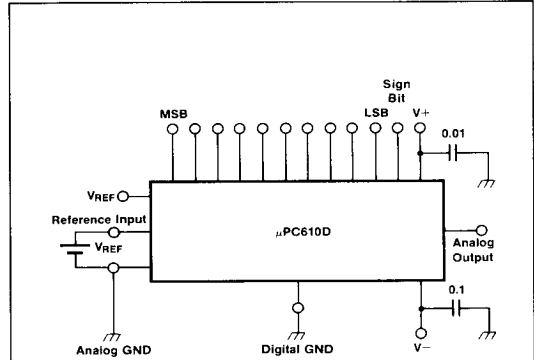 Sign
Bit
MSB
LSB
V+
0.01
VREF
Reference Input
VREF
μPC610D
Analog
Output
0.1
Analog GND
Digital GND
V−